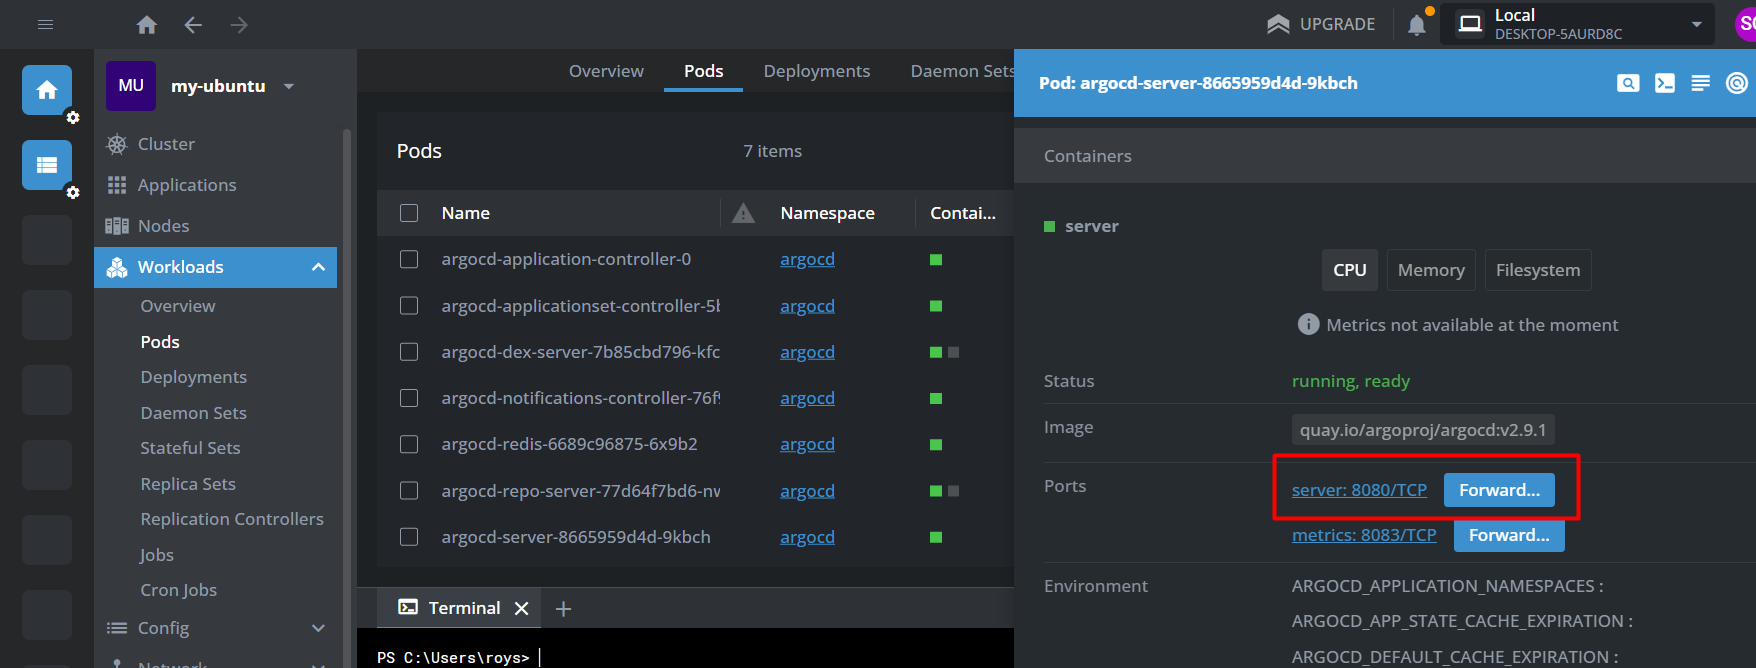 UPGRADE
Local
DESKTOP-5AURD8C
MU
my-ubuntu
Cluster
Applications
Nodes
Workloads
Overview
Pods
Deployments
Daemon Sets
Stateful Sets
Replica Sets
Replication Controllers
Jobs
Cron Jobs
Config
Network
Overview Pods Deployments Daemon Sets
Pods 7 items
Name Namespace Contai...
argocd-application-controller-0 argocd
argocd-applicationset-controller-5b argocd
argocd-dex-server-7b85cbd796-kfc argocd
argocd-notifications-controller-76f argocd
argocd-redis-6689c96875-6x9b2 argocd
argocd-repo-server-77d64f7bd6-nv argocd
argocd-server-8665959d4d-9kbch argocd
Terminal
PS C:\Users\roys>
Pod: argocd-server-8665959d4d-9kbch
Containers
server
CPU Memory Filesystem
Metrics not available at the moment
Status running, ready
Image quay.io/argoproj/argocd:v2.9.1
Ports server: 8080/TCP Forward...
metrics: 8083/TCP Forward...
Environment ARGOCD_APPLICATION_NAMESPACES :
ARGOCD_APP_STATE_CACHE_EXPIRATION :
ARGOCD_DEFAULT_CACHE_EXPIRATION :